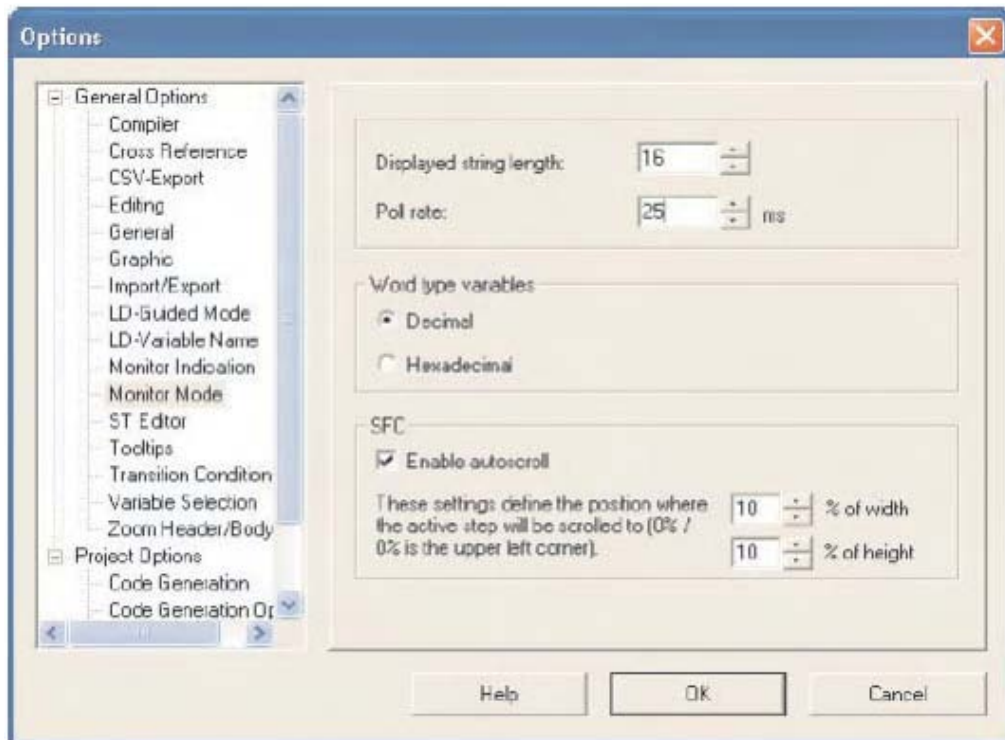 Options
General Options
Compiler
Cross Reference
CSV-Export
Editing
General
Graphic
Import/Export
LD-Guided Mode
LD-Variable Name
Monitor Indication
Monitor Mode
ST Editor
Tooltips
Transition Condition
Variable Selection
Zoom Header/Body
Project Options
Code Generation
Code Generation Op
Displayed string length: 16
Poll rate: 25 ms
Word type variables
Decimal
Hexadecimal
SFC
Enable autoscroll
These settings define the position where
the active step will be scrolled to (0% /
0% is the upper left corner).
10 % of width
10 % of height
Help OK Cancel